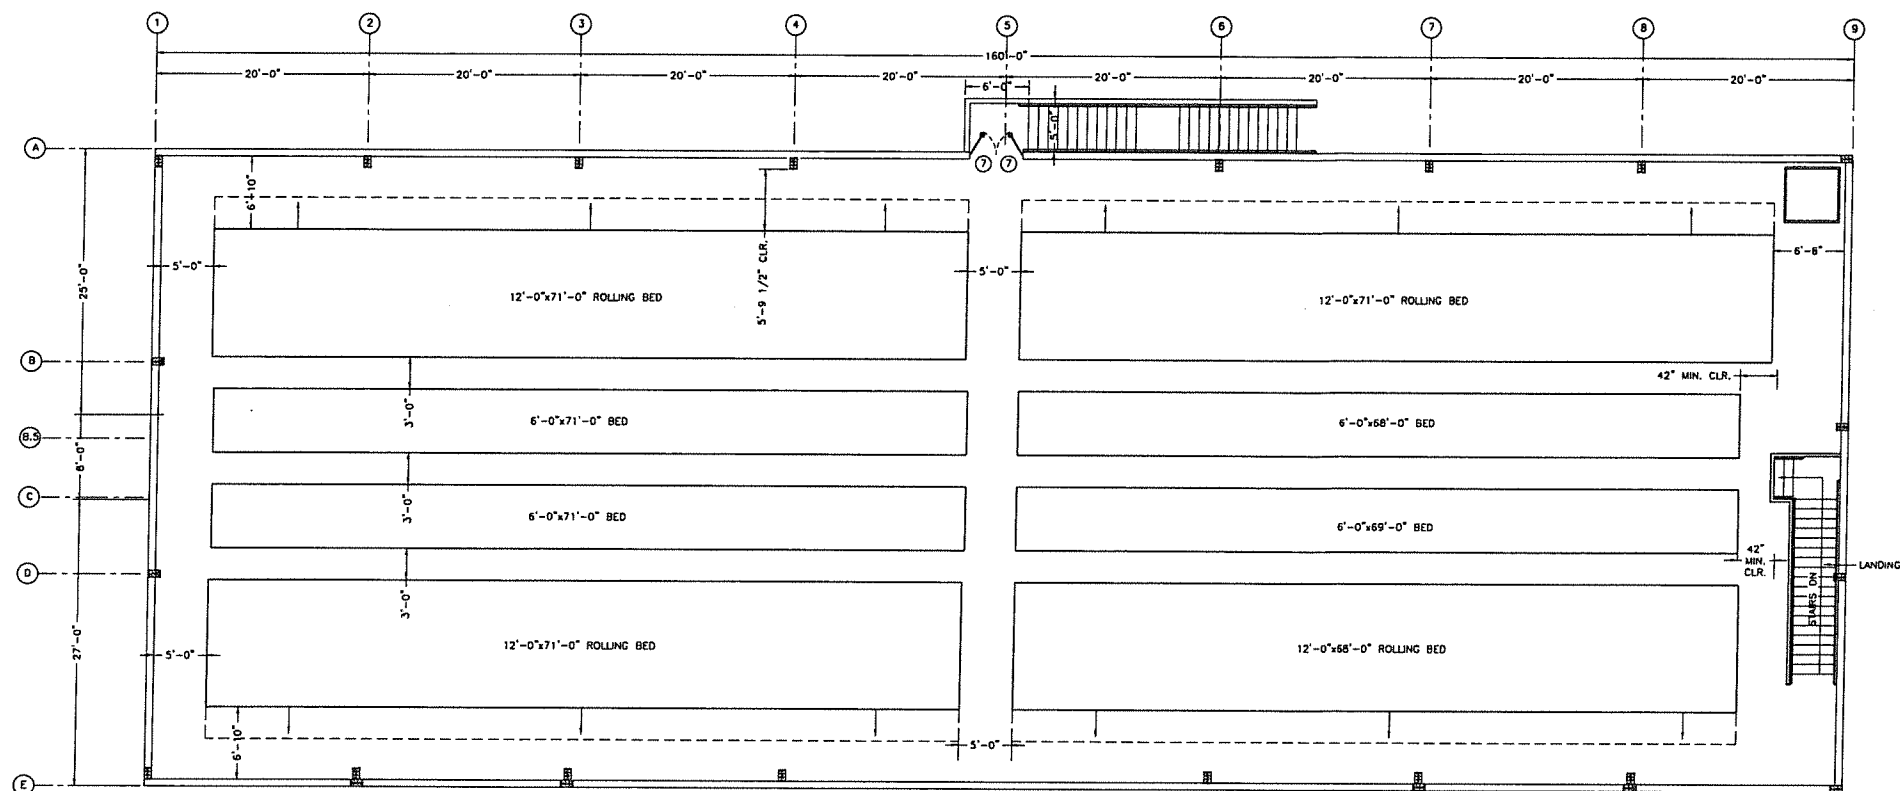 1 2 3 4 5 6 7 8 9
160'-0"
20'-0" 20'-0" 20'-0" 20'-0" 20'-0" 20'-0" 20'-0" 20'-0"
6'-0"
5'-0"
A
7 7
6'-10"
5'-9 1/2" CLR.
25'-0"
5'-0" 5'-0" 6'-6"
12'-0"x71'-0" ROLLING BED 12'-0"x71'-0" ROLLING BED
B
42" MIN. CLR.
3'-0"
6'-0"x71'-0" BED 6'-0"x68'-0" BED
B.5
8'-0"
C
3'-0"
6'-0"x71'-0" BED 6'-0"x69'-0" BED
42"
MIN.
CLR.
LANDING
D
STAIRS DN
3'-0"
27'-0"
5'-0"
12'-0"x71'-0" ROLLING BED 12'-0"x68'-0" ROLLING BED
6'-10"
5'-0"
E